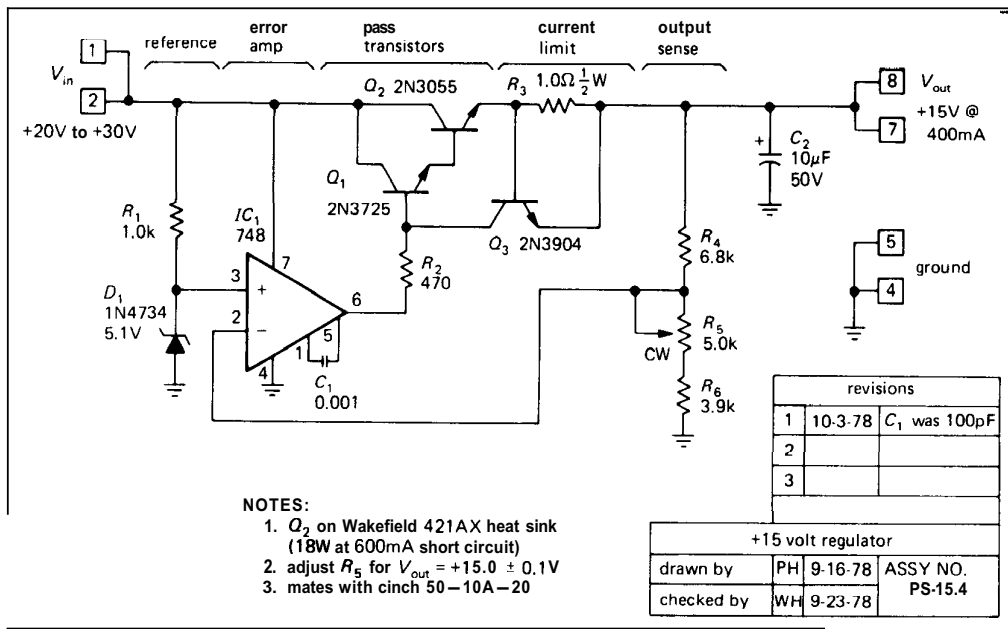 reference
error
amp
pass
transistors
current
limit
output
sense
1
V_in
2
+20V to +30V
Q_2 2N3055
R_3 1.0Ω ½W
8
V_out
+15V @
400mA
7
+
C_2
10μF
50V
Q_1
2N3725
Q_3 2N3904
R_1
1.0k
IC_1
748
7
R_2
470
R_4
6.8k
5
ground
4
D_1
1N4734
5.1V
3
+
2
−
6
5
1
4
C_1
0.001
CW
R_5
5.0k
R_6
3.9k
revisions
1 10-3-78 C_1 was 100pF
2
3
NOTES:
1. Q_2 on Wakefield 421AX heat sink
(18W at 600mA short circuit)
2. adjust R_5 for V_out = +15.0 ± 0.1V
3. mates with cinch 50–10A–20
+15 volt regulator
drawn by PH 9-16-78 ASSY NO.
PS-15.4
checked by WH 9-23-78